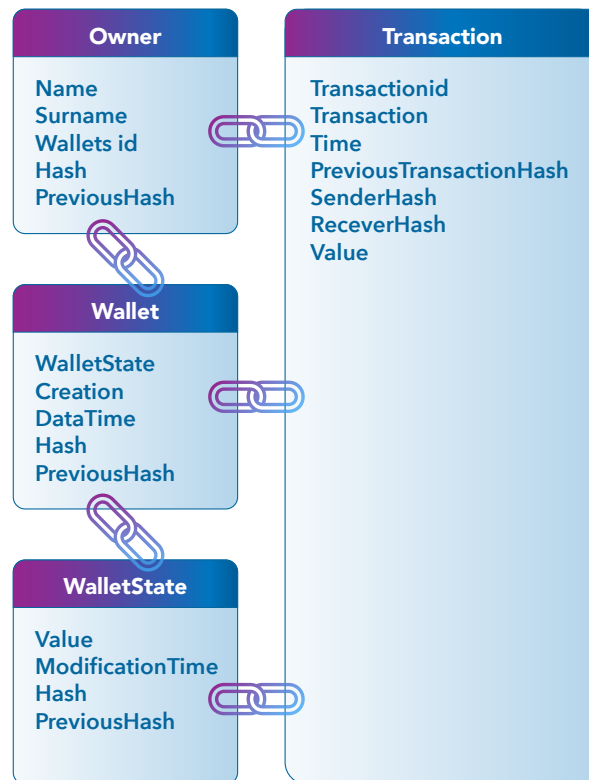 Owner
Name
Surname
Wallets id
Hash
PreviousHash
Wallet
WalletState
Creation
DataTime
Hash
PreviousHash
WalletState
Value
ModificationTime
Hash
PreviousHash
Transaction
Transactionid
Transaction
Time
PreviousTransactionHash
SenderHash
ReceverHash
Value